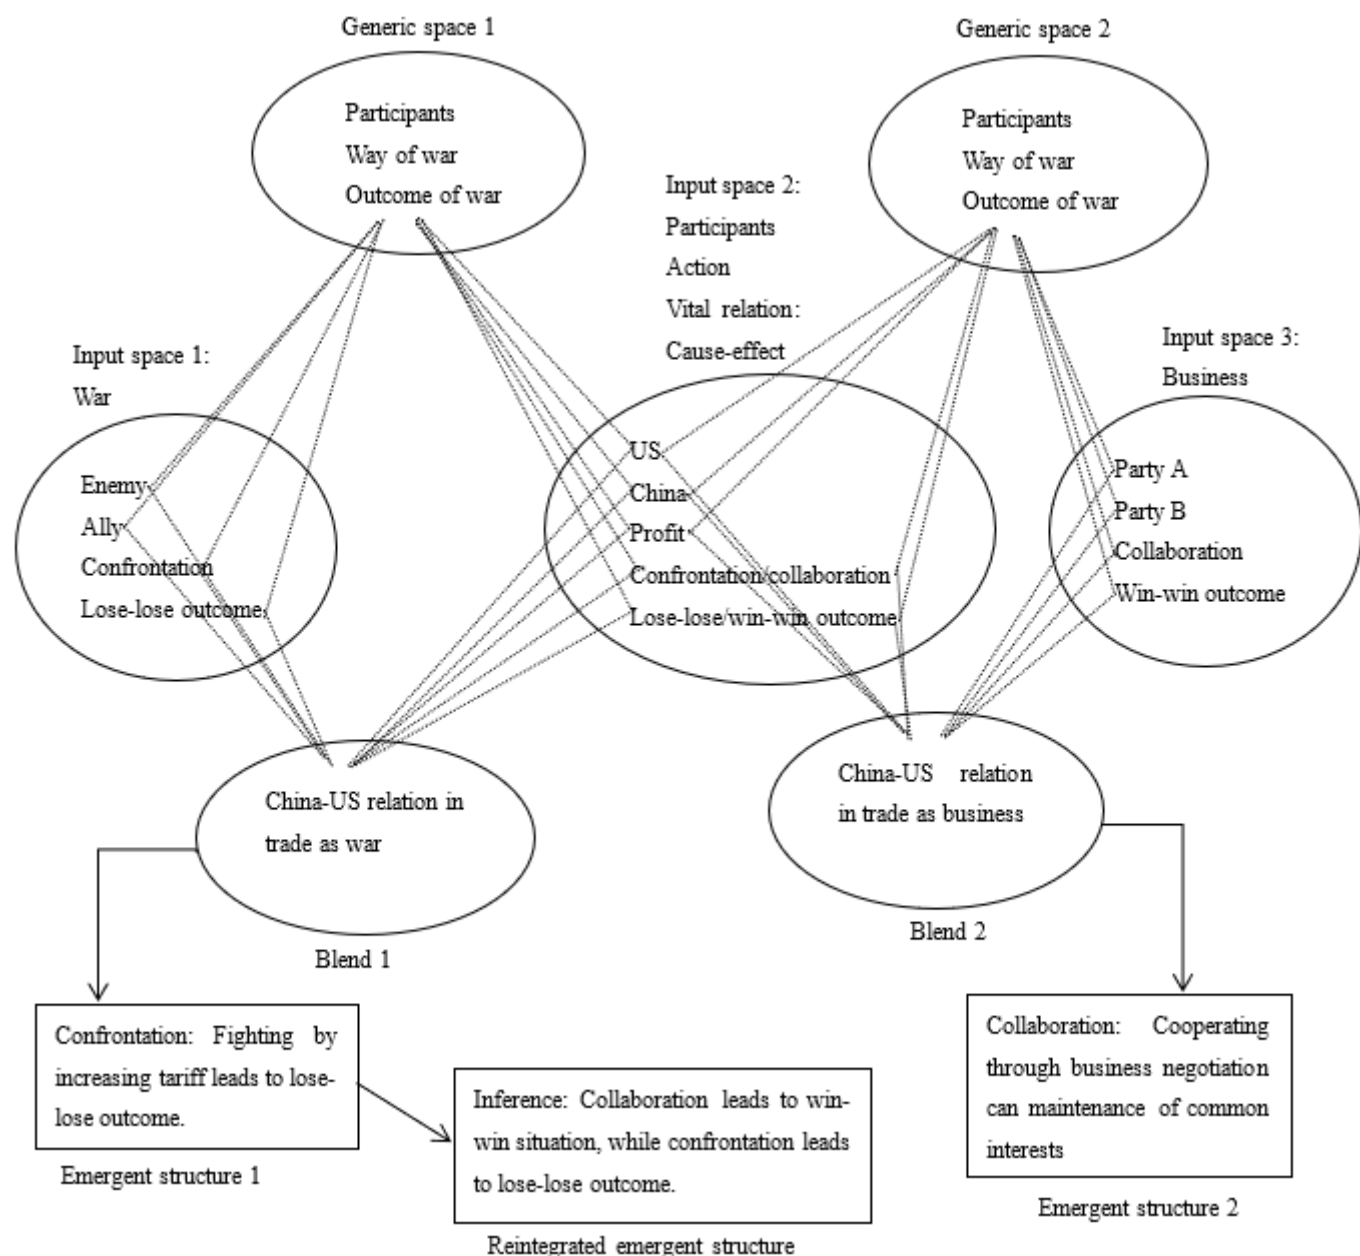 Generic space 1
Participants
Way of war
Outcome of war
Generic space 2
Participants
Way of war
Outcome of war
Input space 2:
Participants
Action
Vital relation:
Cause-effect
Input space 1:
War
Enemy
Ally
Confrontation
Lose-lose outcome
US
China
Profit
Confrontation/collaboration
Lose-lose/win-win outcome
Input space 3:
Business
Party A
Party B
Collaboration
Win-win outcome
China-US relation in
trade as war
Blend 1
China-US relation
in trade as business
Blend 2
Confrontation: Fighting by
increasing tariff leads to lose-
lose outcome.
Emergent structure 1
Inference: Collaboration leads to win-
win situation, while confrontation leads
to lose-lose outcome.
Reintegrated emergent structure
Collaboration: Cooperating
through business negotiation
can maintenance of common
interests
Emergent structure 2